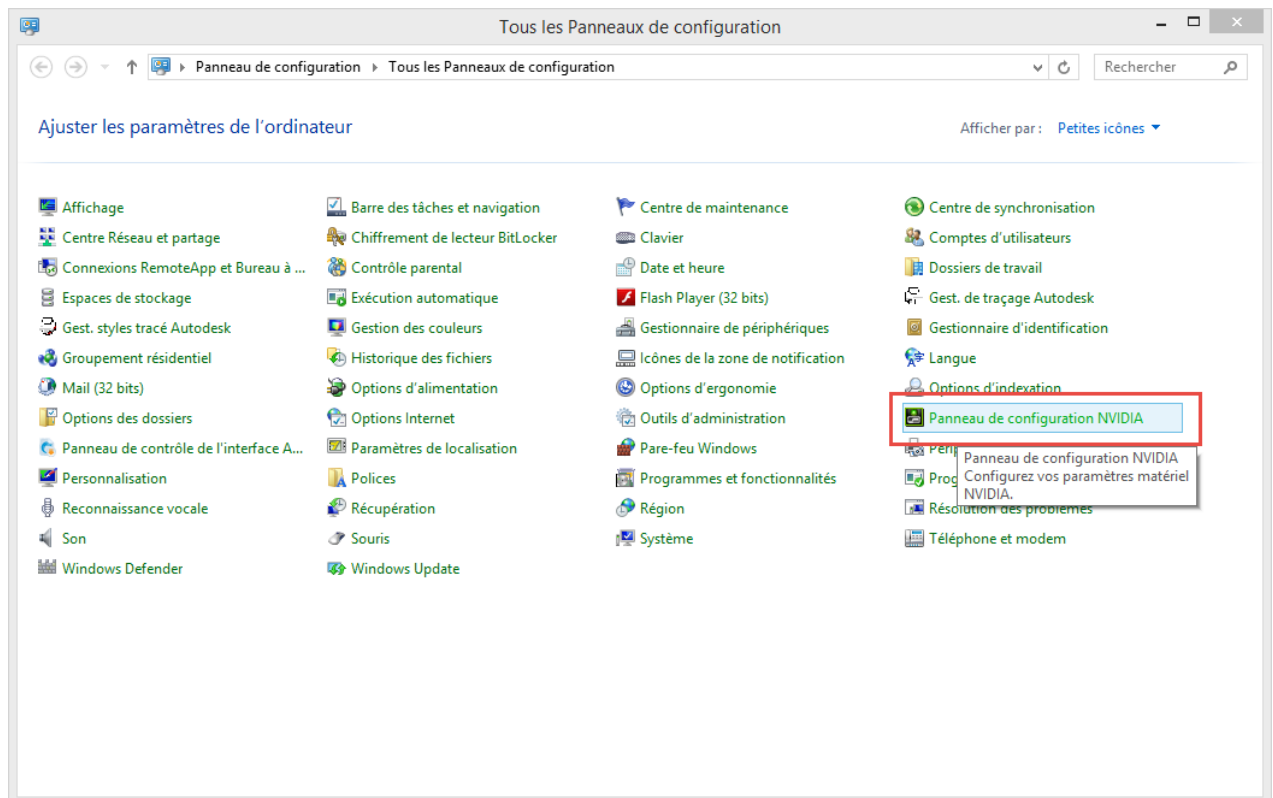 Tous les Panneaux de configuration
Panneau de configuration Tous les Panneaux de configuration
Rechercher
Ajuster les paramètres de l'ordinateur
Afficher par : Petites icônes
Affichage
Barre des tâches et navigation
Centre de maintenance
Centre de synchronisation
Centre Réseau et partage
Chiffrement de lecteur BitLocker
Clavier
Comptes d'utilisateurs
Connexions RemoteApp et Bureau à ...
Contrôle parental
Date et heure
Dossiers de travail
Espaces de stockage
Exécution automatique
Flash Player (32 bits)
Gest. de traçage Autodesk
Gest. styles tracé Autodesk
Gestion des couleurs
Gestionnaire de périphériques
Gestionnaire d'identification
Groupement résidentiel
Historique des fichiers
Icônes de la zone de notification
Langue
Mail (32 bits)
Options d'alimentation
Options d'ergonomie
Options d'indexation
Options des dossiers
Options Internet
Outils d'administration
Panneau de configuration NVIDIA
Panneau de contrôle de l'interface A...
Paramètres de localisation
Pare-feu Windows
Panneau de configuration NVIDIA
Configurez vos paramètres matériel
NVIDIA.
Personnalisation
Polices
Programmes et fonctionnalités
Prog
Reconnaissance vocale
Récupération
Région
Résolution des problèmes
Son
Souris
Système
Téléphone et modem
Windows Defender
Windows Update